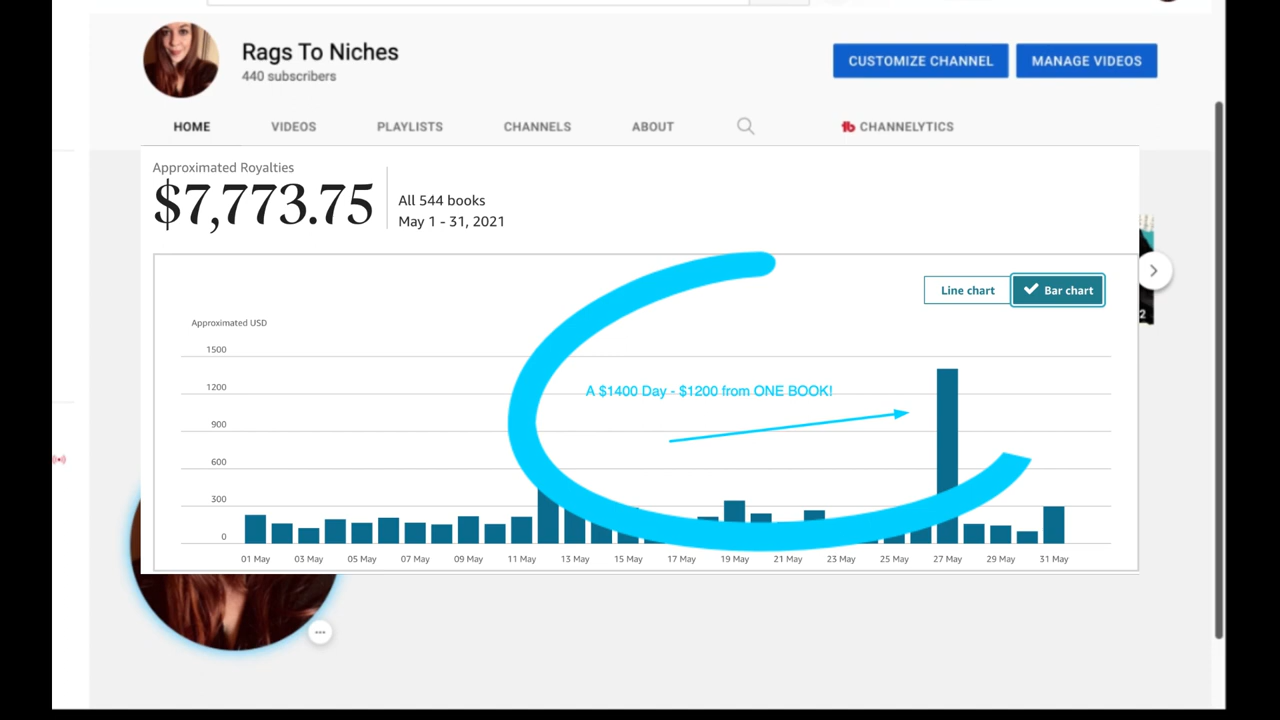 Rags To Niches
440 subscribers
CUSTOMIZE CHANNEL
MANAGE VIDEOS
HOME
VIDEOS
PLAYLISTS
CHANNELS
ABOUT
CHANNELYTICS
Approximated Royalties
$7,773.75
All 544 books
May 1 - 31, 2021
Line chart
Bar chart
Approximated USD
1500
1200
900
600
300
0
A $1400 Day - $1200 from ONE BOOK!
01 May
03 May
05 May
07 May
09 May
11 May
13 May
15 May
17 May
19 May
21 May
23 May
25 May
27 May
29 May
31 May
2